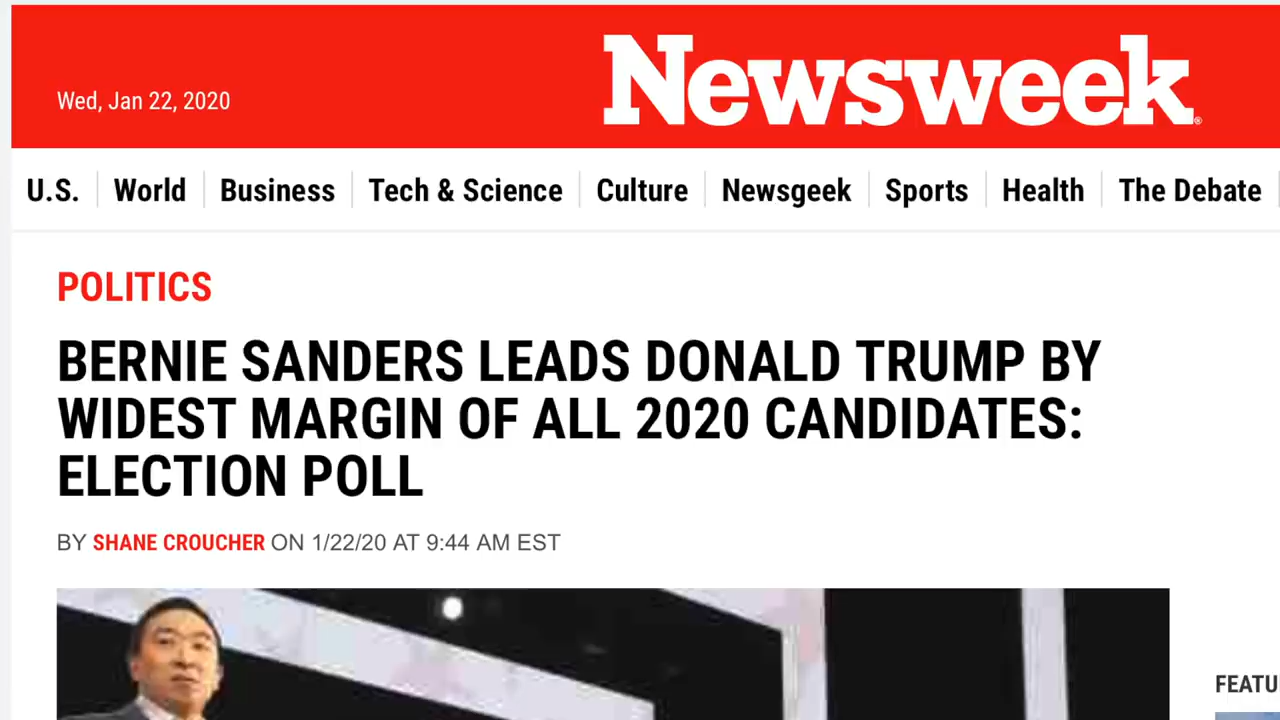 Wed, Jan 22, 2020
Newsweek
U.S. World Business Tech & Science Culture Newsgeek Sports Health The Debate
POLITICS
BERNIE SANDERS LEADS DONALD TRUMP BY
WIDEST MARGIN OF ALL 2020 CANDIDATES:
ELECTION POLL
BY SHANE CROUCHER ON 1/22/20 AT 9:44 AM EST
FEATU